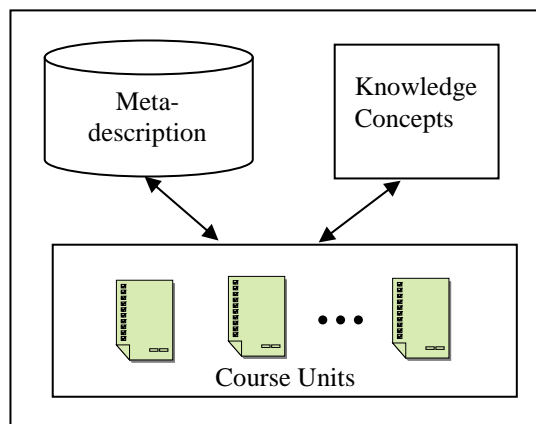 Meta-
description
Knowledge
Concepts
Course Units